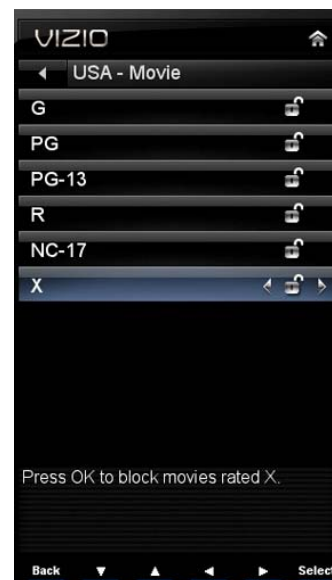 VIZIO
USA - Movie
G
PG
PG-13
R
NC-17
X
Press OK to block movies rated X.
Back Select